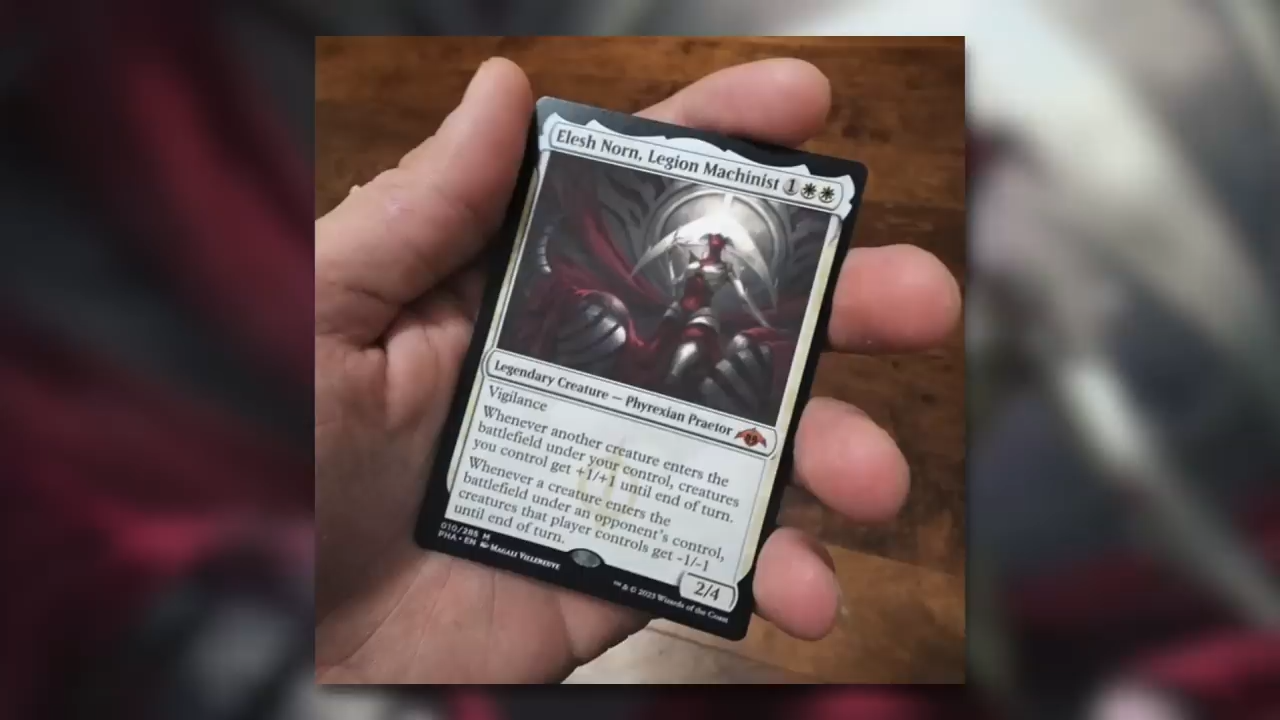 Elesh Norn, Legion Machinist 1
Legendary Creature — Phyrexian Praetor
Vigilance
Whenever another creature enters the
battlefield under your control, creatures
you control get +1/+1 until end of turn.
Whenever a creature enters the
battlefield under an opponent's control,
creatures that player controls get -1/-1
until end of turn.
2/4
010/285 M
PHA • EN Magali Villeneuve
™ & © 2023 Wizards of the Coast